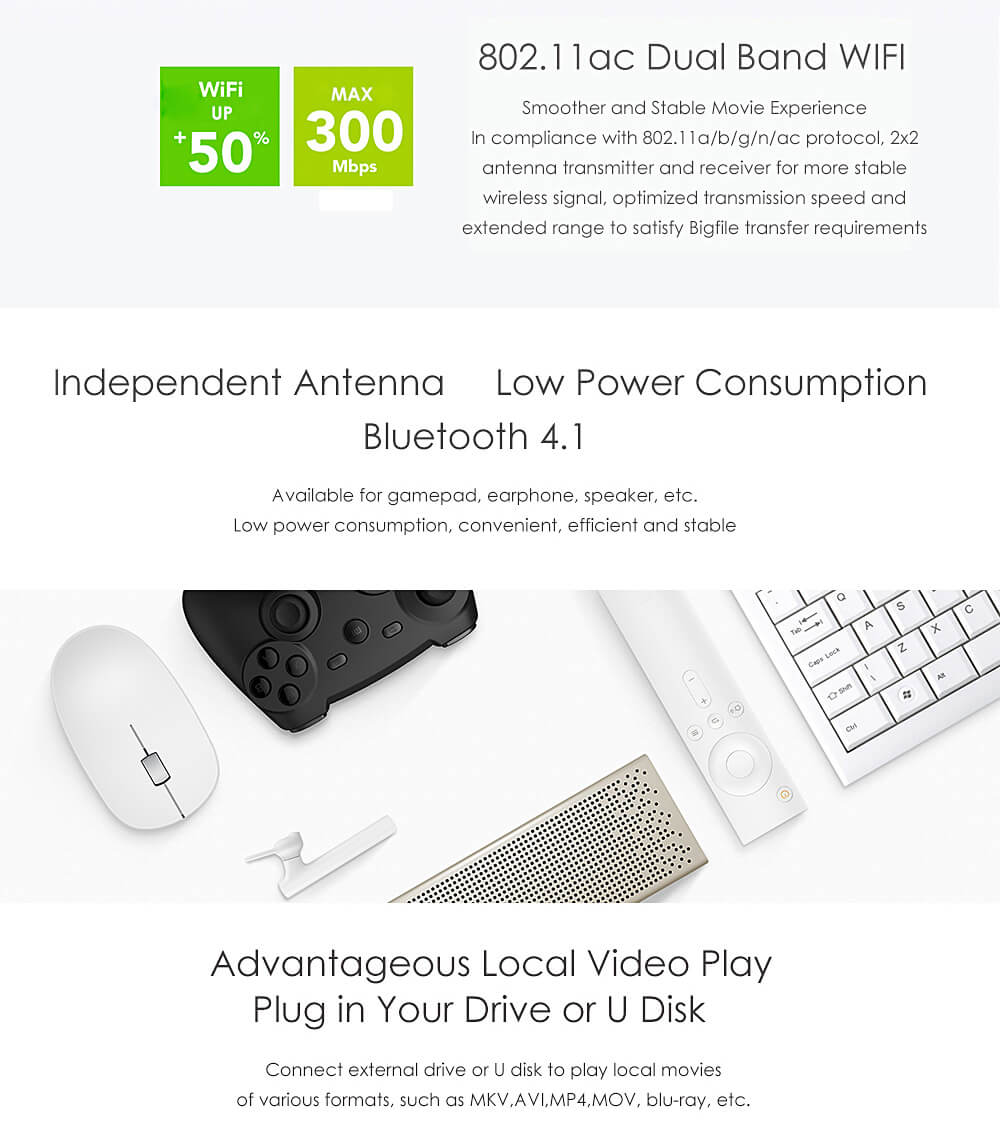 WiFi
UP
+50%
MAX
300
Mbps
802.11ac Dual Band WIFI
Smoother and Stable Movie Experience
In compliance with 802.11a/b/g/n/ac protocol, 2x2
antenna transmitter and receiver for more stable
wireless signal, optimized transmission speed and
extended range to satisfy Bigfile transfer requirements
Independent Antenna Low Power Consumption
Bluetooth 4.1
Available for gamepad, earphone, speaker, etc.
Low power consumption, convenient, efficient and stable
Q
Tab
A
S
Caps Lock
Z
X
C
Shift
\
Alt
Ctrl
Advantageous Local Video Play
Plug in Your Drive or U Disk
Connect external drive or U disk to play local movies
of various formats, such as MKV,AVI,MP4,MOV, blu-ray, etc.